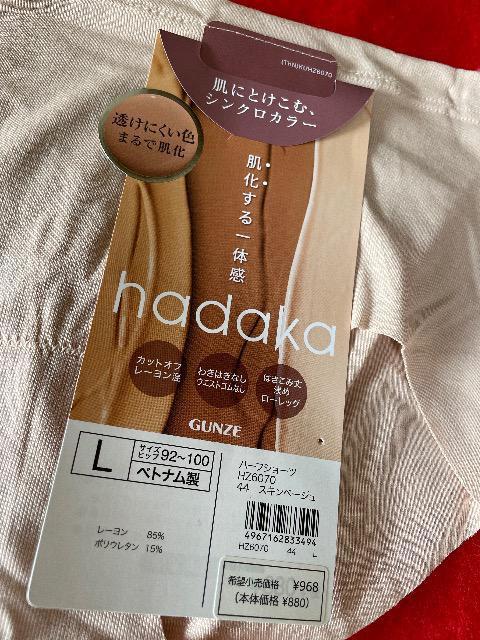 (THN)KUHZ6070
肌にとけこむ、
シンクロカラー
透けにくい色
まるで肌化
肌化する一体感
hadaka
カットオフ
レーヨン混
わきはぎなし
ウエストゴムなし
はきこみ丈
浅め
ローレッグ
GUNZE
L
サイズ
ヒップ 92~100
ベトナム製
ハーフショーツ
HZ6070
44 スキンベージュ
レーヨン 85%
ポリウレタン 15%
4967162833494
HZ6070 44 L
希望小売価格 ¥968
(本体価格 ¥880)